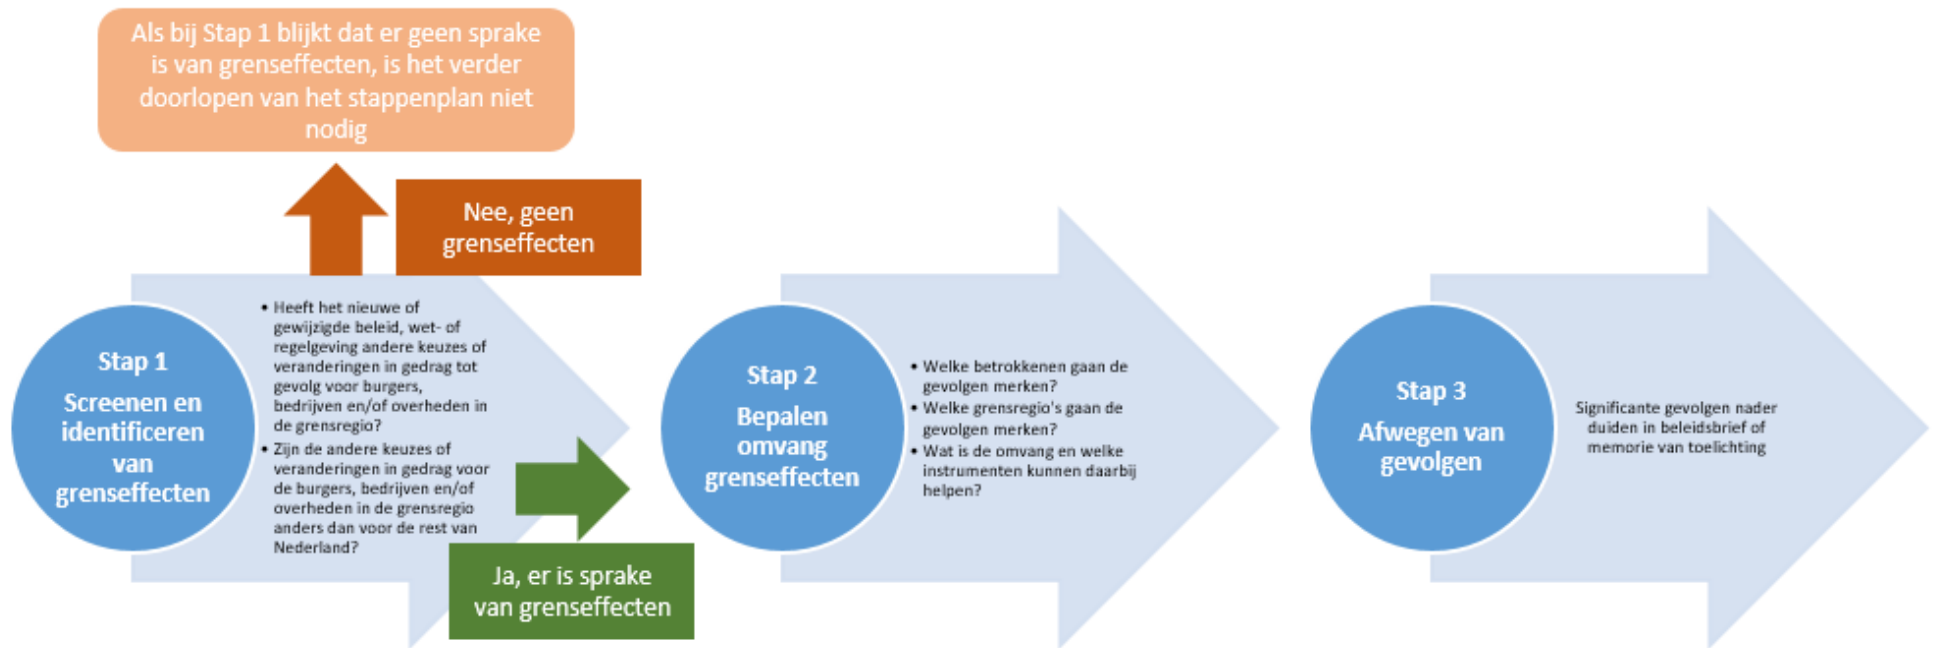 Als bij Stap 1 blijkt dat er geen sprake
is van grenseffecten, is het verder
doorlopen van het stappenplan niet
nodig
Nee, geen
grenseffecten
Stap 1
Screenen en
identificeren
van
grenseffecten
• Heeft het nieuwe of
gewijzigde beleid, wet- of
regelgeving andere keuzes of
veranderingen in gedrag tot
gevolg voor burgers,
bedrijven en/of overheden in
de grensregio?
• Zijn de andere keuzes of
veranderingen in gedrag voor
de burgers, bedrijven en/of
overheden in de grensregio
anders dan voor de rest van
Nederland?
Ja, er is sprake
van grenseffecten
Stap 2
Bepalen
omvang
grenseffecten
• Welke betrokkenen gaan de
gevolgen merken?
• Welke grensregio's gaan de
gevolgen merken?
• Wat is de omvang en welke
instrumenten kunnen daarbij
helpen?
Stap 3
Afwegen van
gevolgen
Significante gevolgen nader
duiden in beleidsbrief of
memorie van toelichting